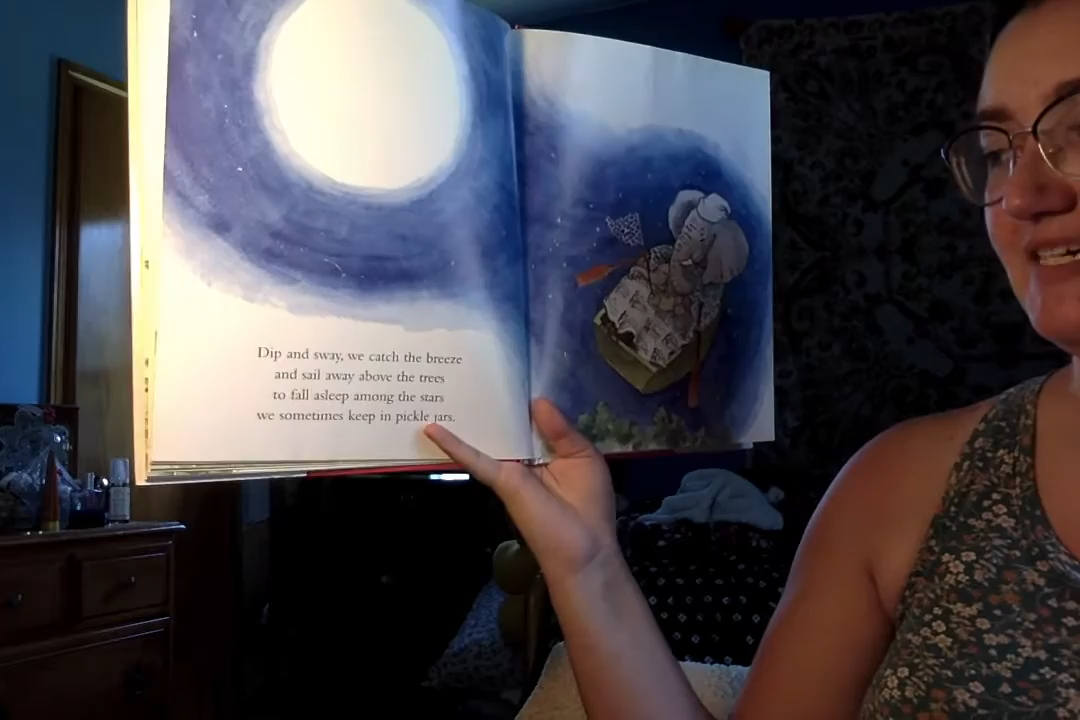 Dip and sway, we catch the breeze
and sail away above the trees
to fall asleep among the stars
we sometimes keep in pickle jars.